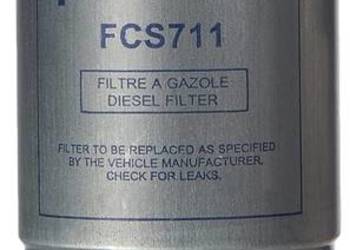 FCS711
FILTRE A GAZOLE
DIESEL FILTER
FILTER TO BE REPLACED AS SPECIFIED
BY THE VEHICLE MANUFACTURER.
CHECK FOR LEAKS.